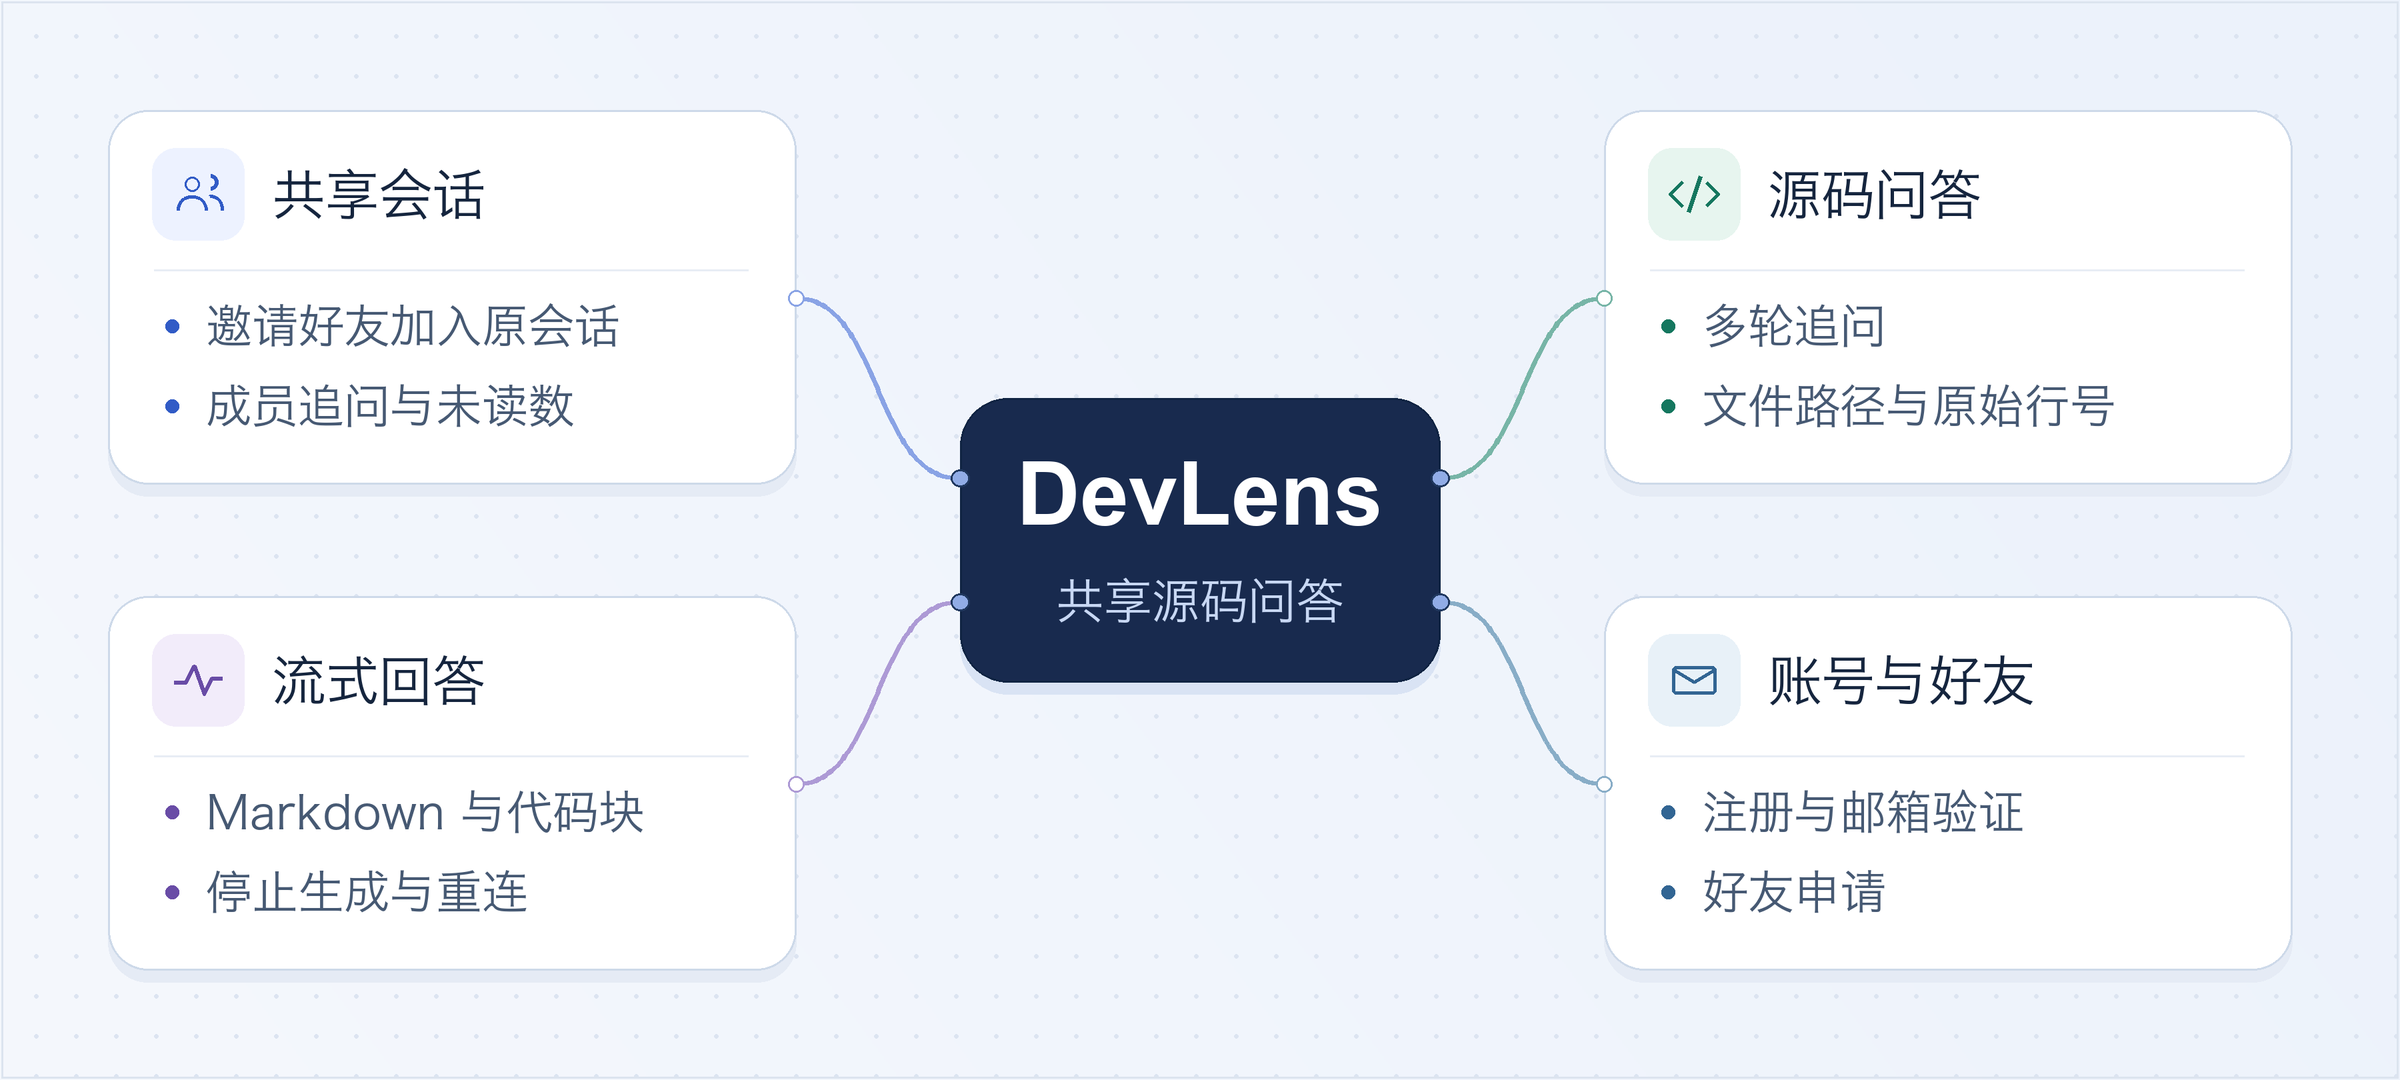 共享会话
邀请好友加入原会话
成员追问与未读数
源码问答
多轮追问
文件路径与原始行号
DevLens
共享源码问答
流式回答
Markdown 与代码块
停止生成与重连
账号与好友
注册与邮箱验证
好友申请